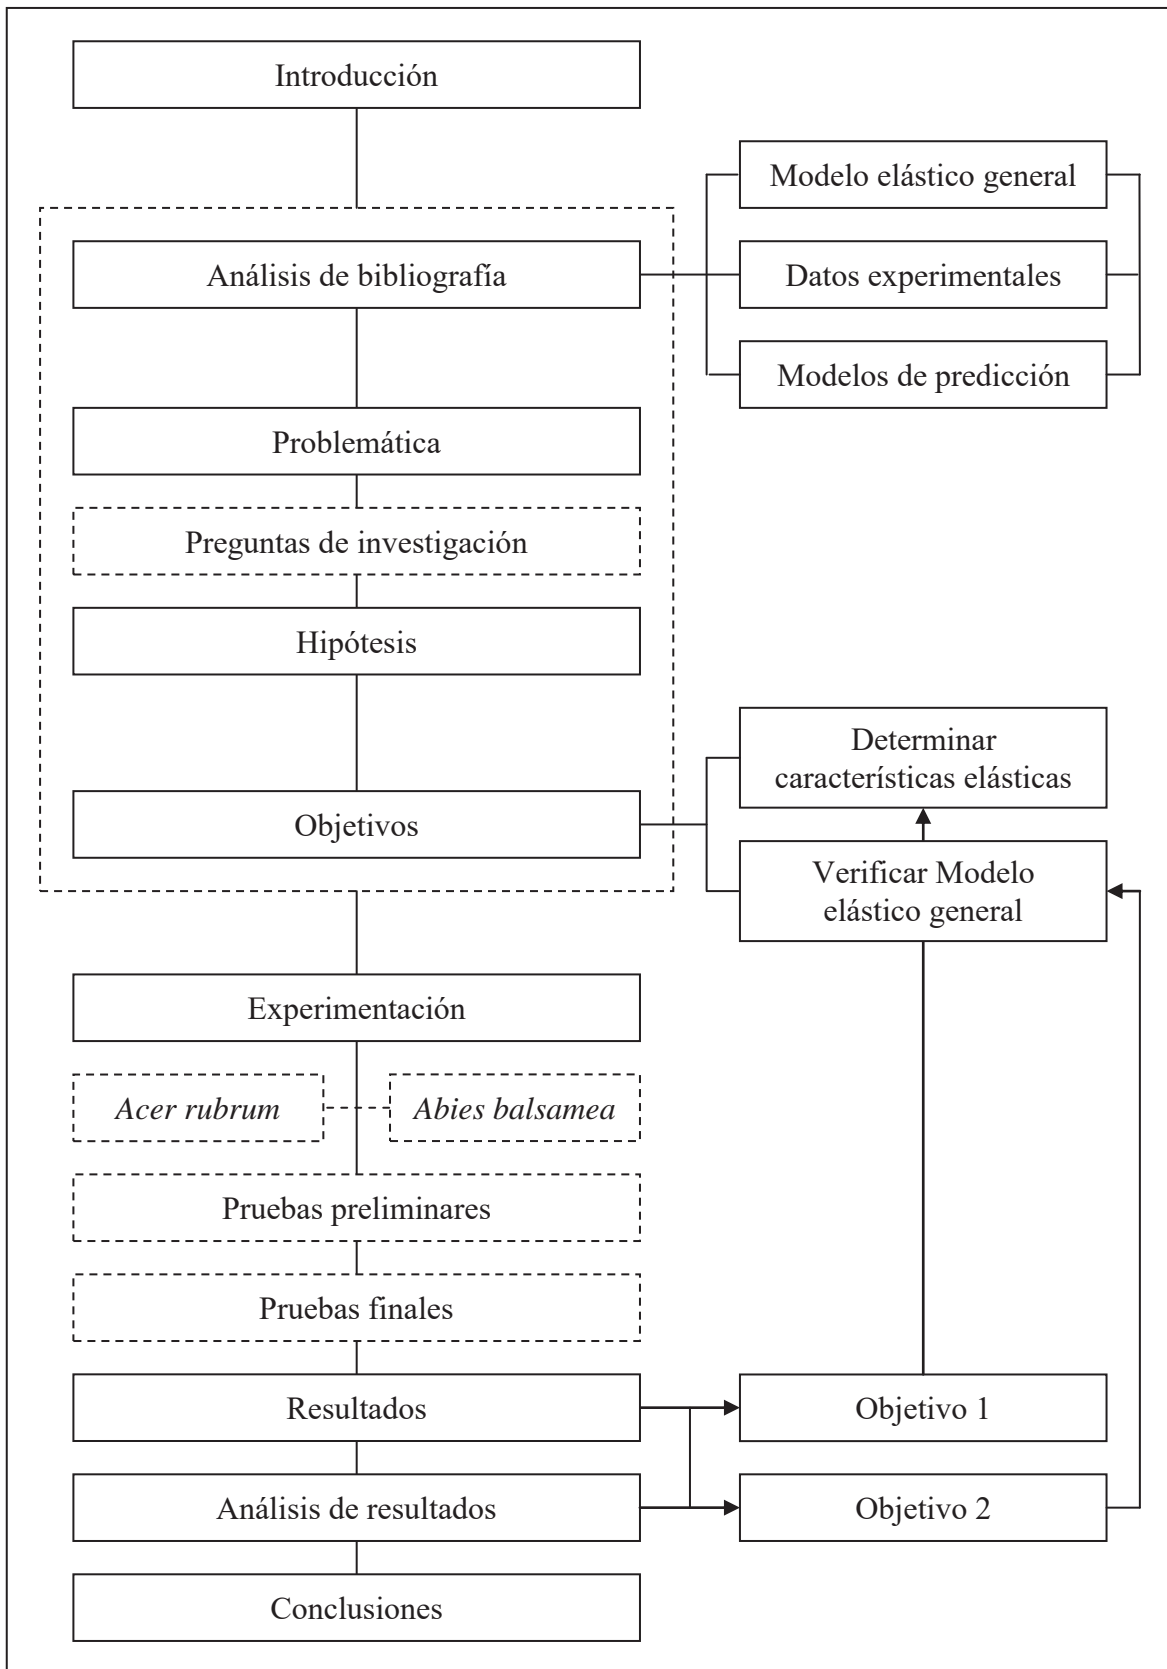 Introducción
Modelo elástico general
Análisis de bibliografía
Datos experimentales
Modelos de predicción
Problemática
Preguntas de investigación
Hipótesis
Determinar
características elásticas
Objetivos
Verificar Modelo
elástico general
Experimentación
Acer rubrum
Abies balsamea
Pruebas preliminares
Pruebas finales
Resultados
Objetivo 1
Análisis de resultados
Objetivo 2
Conclusiones